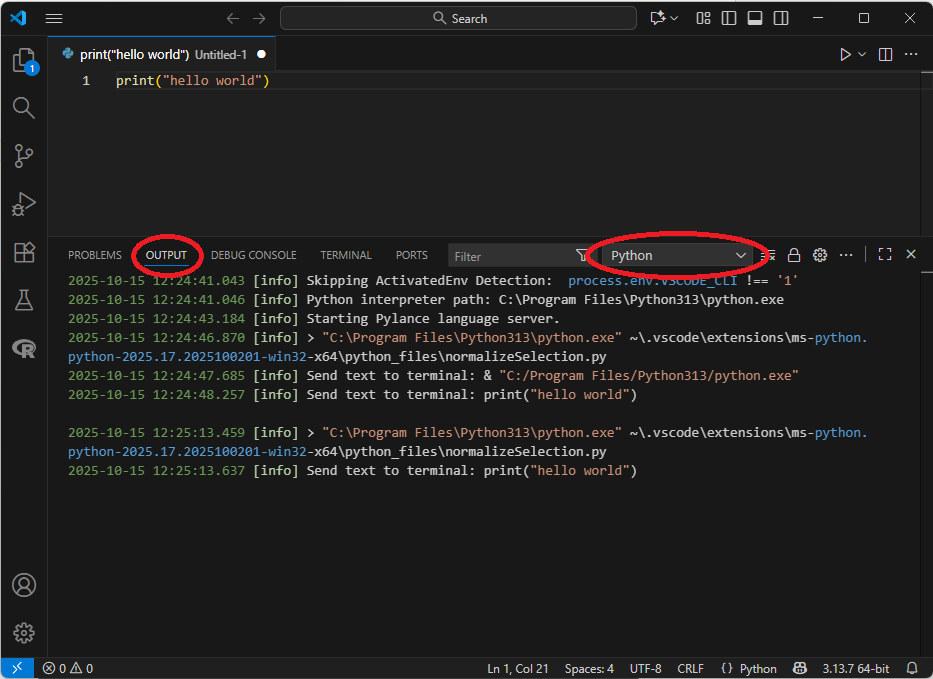 Search
print("hello world") Untitled-1
1
1 print("hello world")
PROBLEMS OUTPUT DEBUG CONSOLE TERMINAL PORTS Filter Python
2025-10-15 12:24:41.043 [info] Skipping ActivatedEnv Detection:  process.env.VSCODE_CLI !== '1'
2025-10-15 12:24:41.046 [info] Python interpreter path: C:\Program Files\Python313\python.exe
2025-10-15 12:24:43.184 [info] Starting Pylance language server.
2025-10-15 12:24:46.870 [info] > "C:\Program Files\Python313\python.exe" ~\.vscode\extensions\ms-python.
python-2025.17.2025100201-win32-x64\python_files\normalizeSelection.py
2025-10-15 12:24:47.685 [info] Send text to terminal: & "C:/Program Files/Python313/python.exe"
2025-10-15 12:24:48.257 [info] Send text to terminal: print("hello world")
2025-10-15 12:25:13.459 [info] > "C:\Program Files\Python313\python.exe" ~\.vscode\extensions\ms-python.
python-2025.17.2025100201-win32-x64\python_files\normalizeSelection.py
2025-10-15 12:25:13.637 [info] Send text to terminal: print("hello world")
0 0 Ln 1, Col 21 Spaces: 4 UTF-8 CRLF {} Python 3.13.7 64-bit